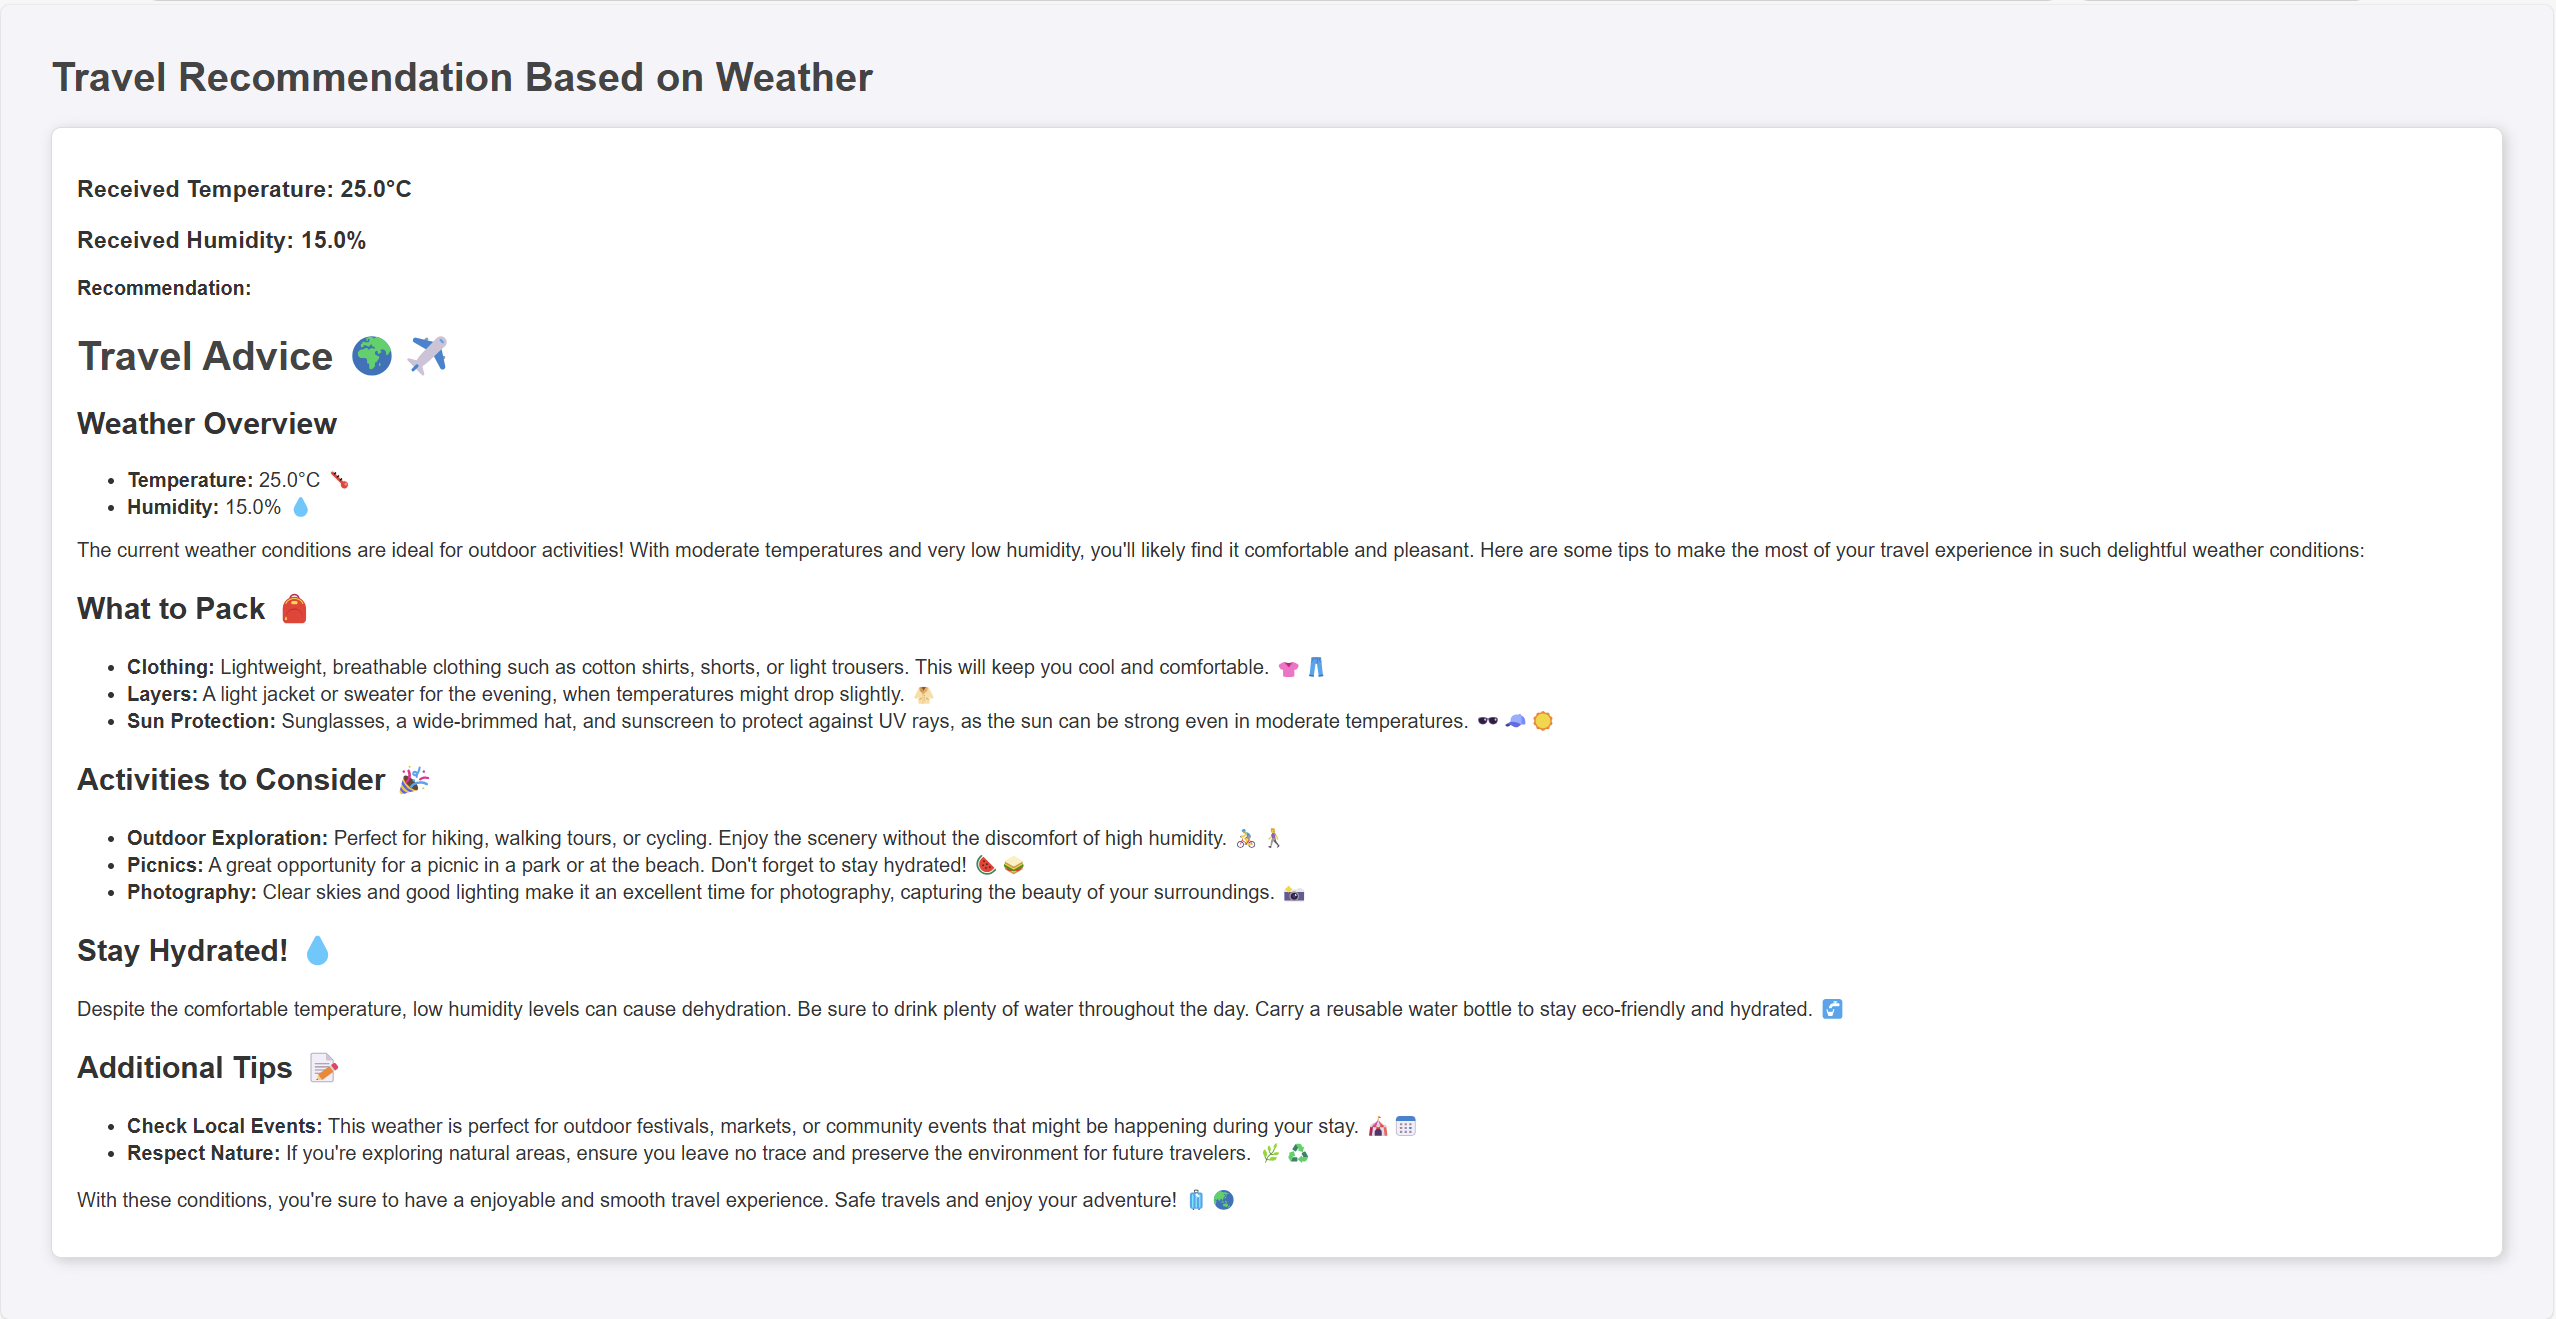 Travel Recommendation Based on Weather
Received Temperature: 25.0°C
Received Humidity: 15.0%
Recommendation:
Travel Advice 🌍 ✈️
Weather Overview
• Temperature: 25.0°C 🌡️
• Humidity: 15.0% 💧
The current weather conditions are ideal for outdoor activities! With moderate temperatures and very low humidity, you'll likely find it comfortable and pleasant. Here are some tips to make the most of your travel experience in such delightful weather conditions:
What to Pack 🎒
• Clothing: Lightweight, breathable clothing such as cotton shirts, shorts, or light trousers. This will keep you cool and comfortable. 👚 👖
• Layers: A light jacket or sweater for the evening, when temperatures might drop slightly. 🧥
• Sun Protection: Sunglasses, a wide-brimmed hat, and sunscreen to protect against UV rays, as the sun can be strong even in moderate temperatures. 🕶️ 🧢 ☀️
Activities to Consider 🎉
• Outdoor Exploration: Perfect for hiking, walking tours, or cycling. Enjoy the scenery without the discomfort of high humidity. 🚴 🚶‍♀️
• Picnics: A great opportunity for a picnic in a park or at the beach. Don't forget to stay hydrated! 🍉 🥪
• Photography: Clear skies and good lighting make it an excellent time for photography, capturing the beauty of your surroundings. 📸
Stay Hydrated! 💧
Despite the comfortable temperature, low humidity levels can cause dehydration. Be sure to drink plenty of water throughout the day. Carry a reusable water bottle to stay eco-friendly and hydrated. 🚰
Additional Tips 📝
• Check Local Events: This weather is perfect for outdoor festivals, markets, or community events that might be happening during your stay. 🎪 🗓️
• Respect Nature: If you're exploring natural areas, ensure you leave no trace and preserve the environment for future travelers. 🌿 ♻️
With these conditions, you're sure to have a enjoyable and smooth travel experience. Safe travels and enjoy your adventure! 🧳 🌏